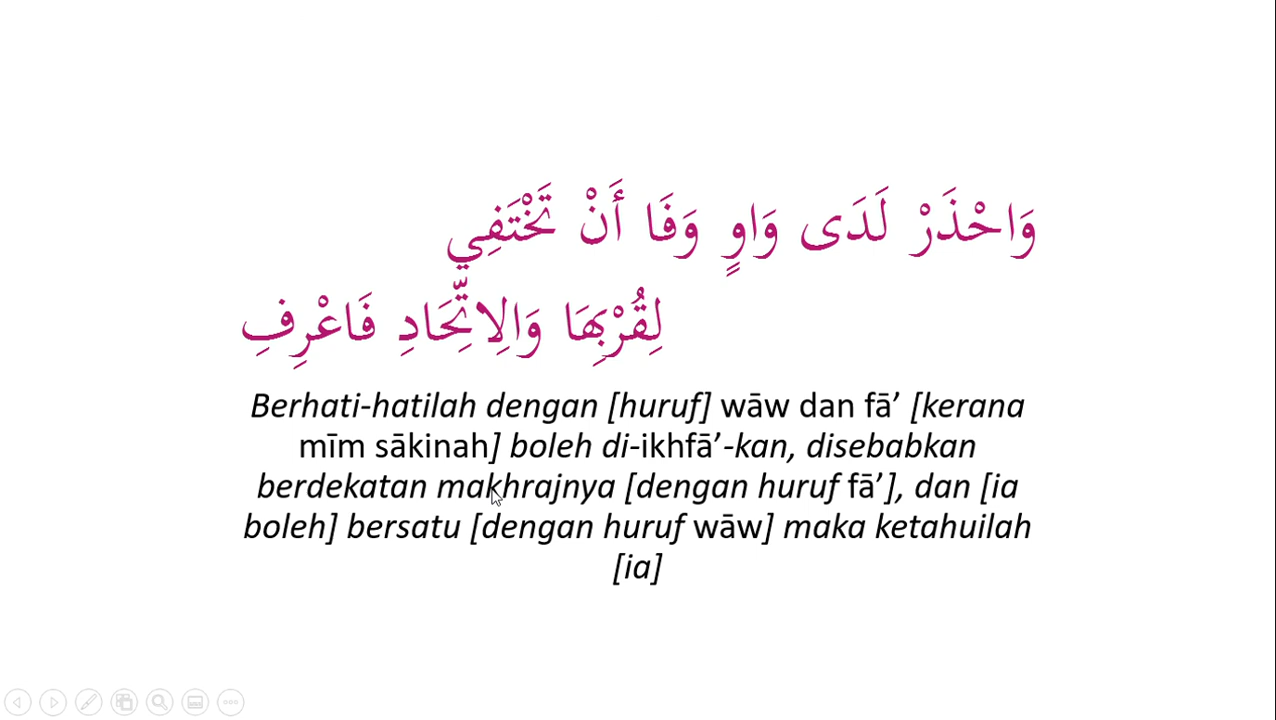 وَاحْذَرْ لَدَى وَاوٍ وَفَا أَنْ تَخْتَفِي
لِقُرْبِهَا وَالِاتِّحَادِ فَاعْرِفِ
Berhati-hatilah dengan [huruf] wāw dan fā’ [kerana
mīm sākinah] boleh di-ikhfā’-kan, disebabkan
berdekatan makhrajnya [dengan huruf fā’], dan [ia
boleh] bersatu [dengan huruf wāw] maka ketahuilah
[ia]